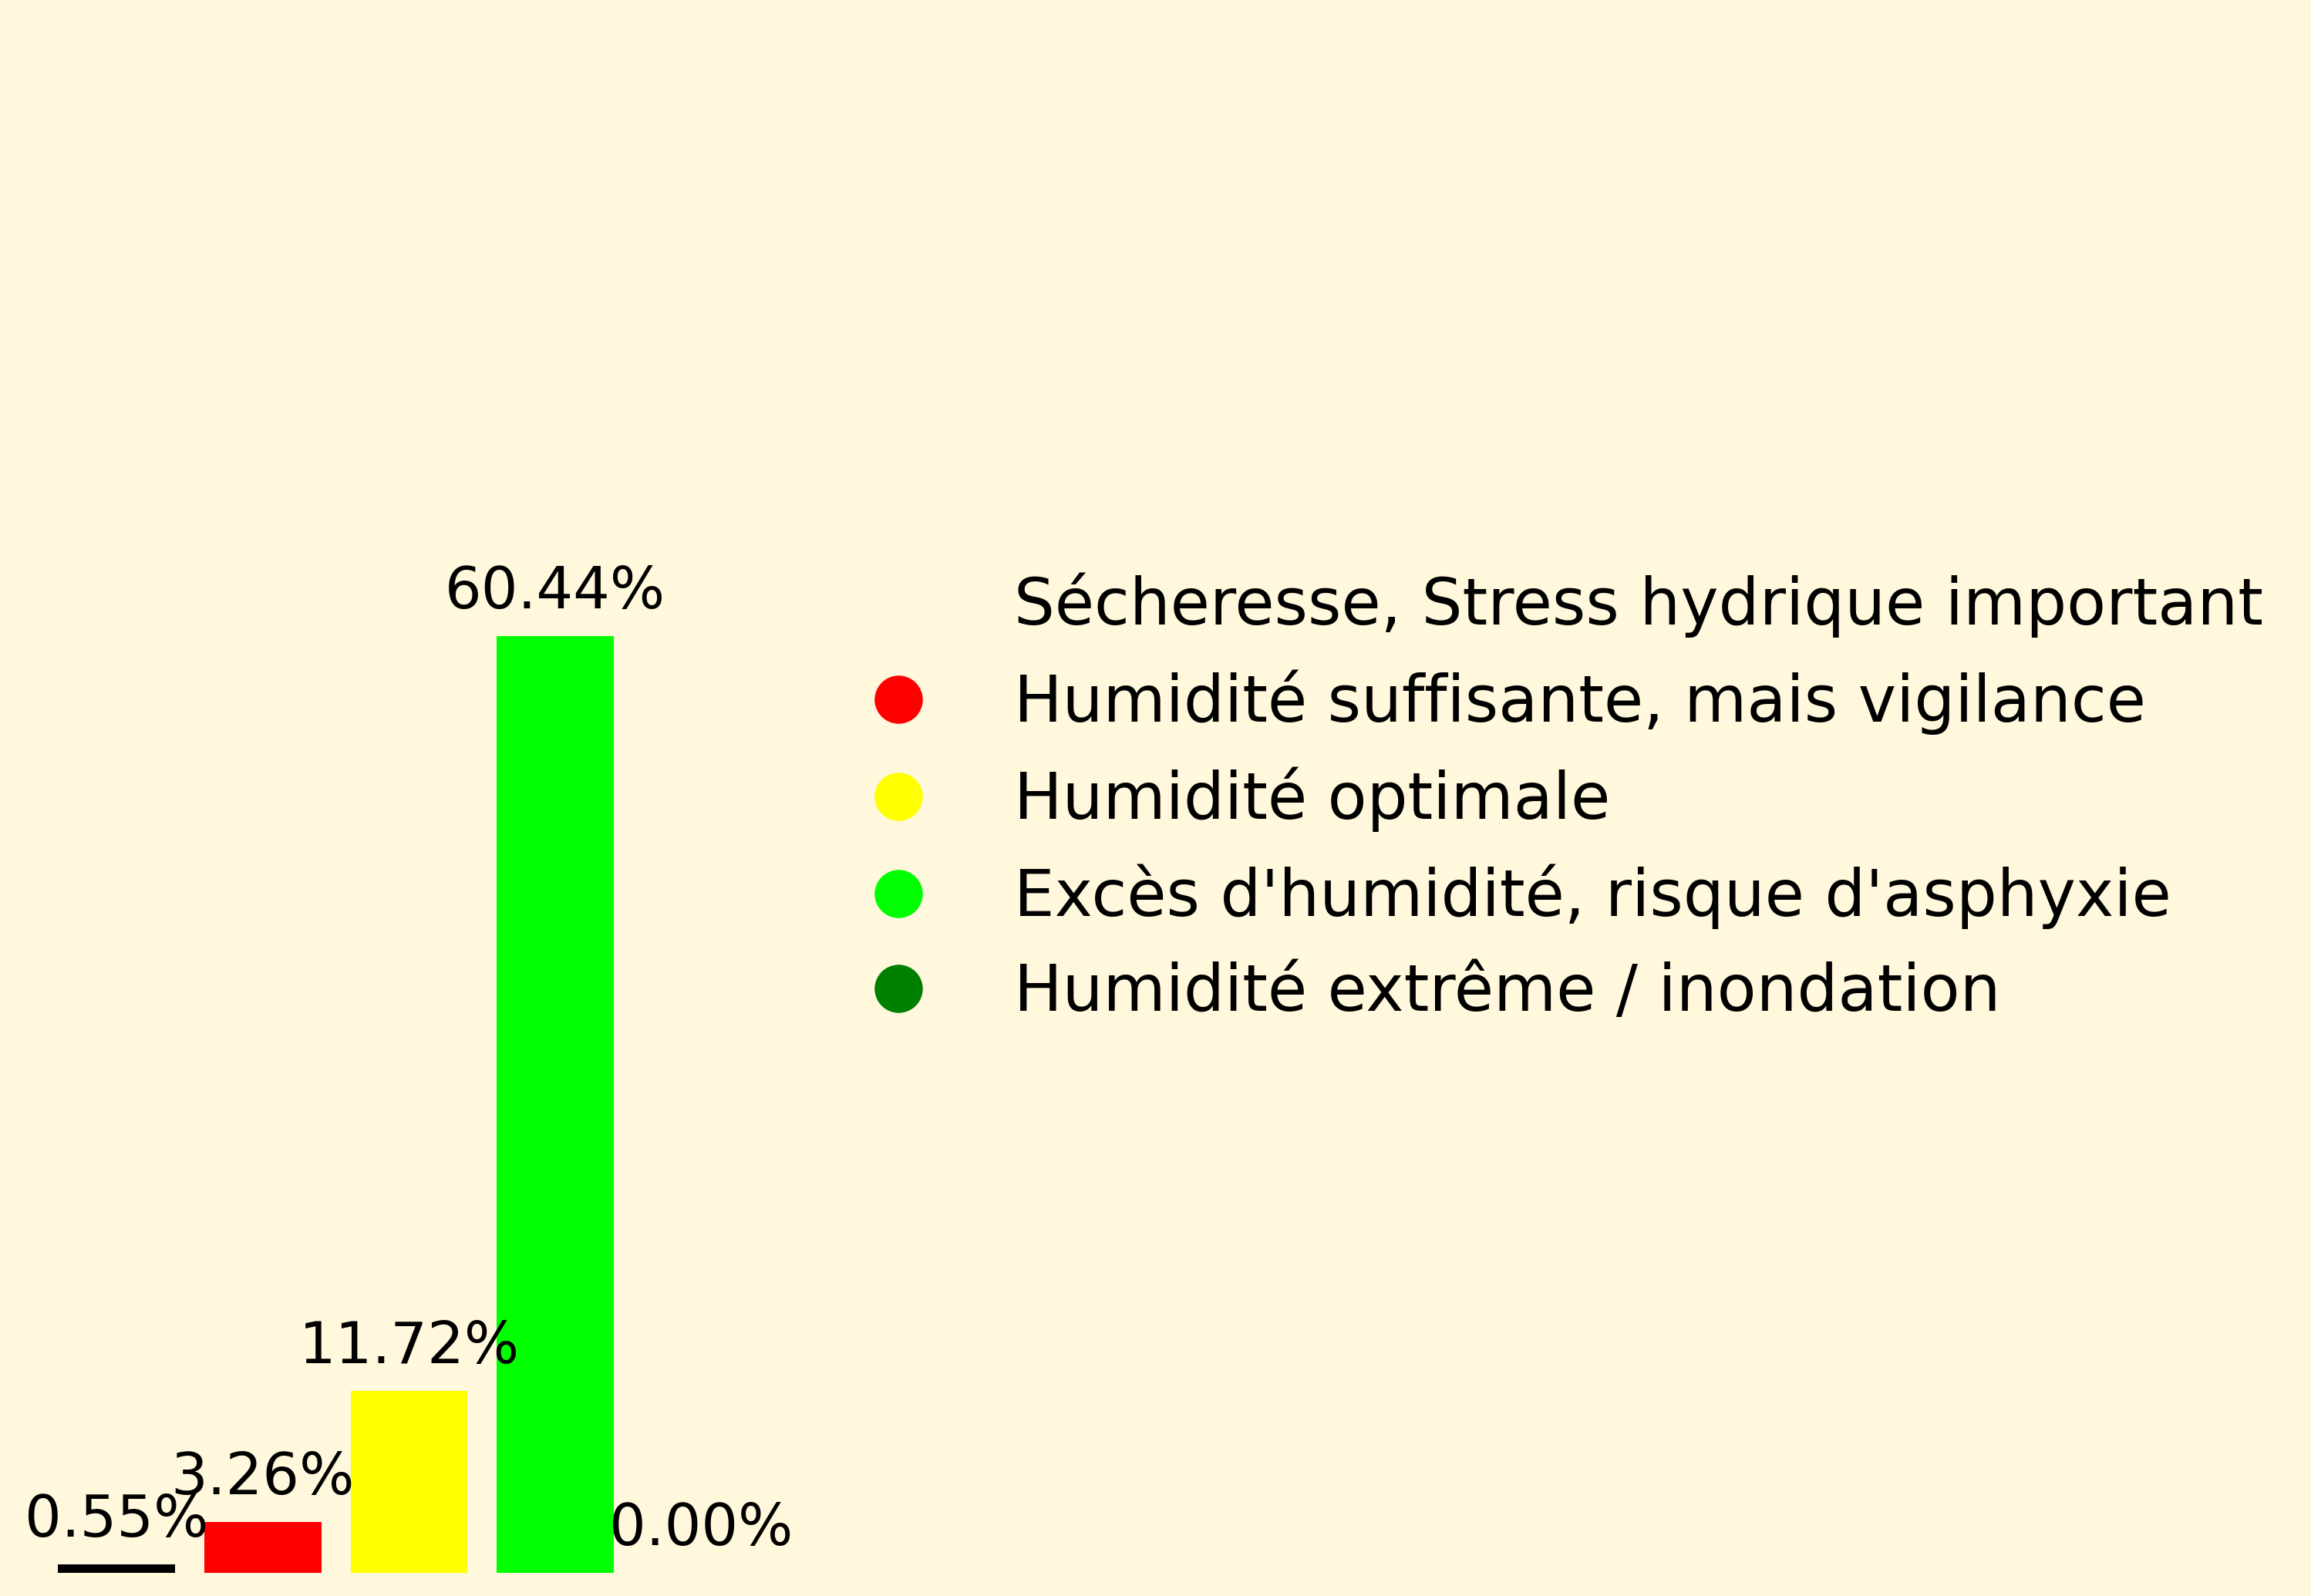 60.44%
11.72%
3.26%
0.55%
0.00%
Sécheresse, Stress hydrique important
Humidité suffisante, mais vigilance
Humidité optimale
Excès d'humidité, risque d'asphyxie
Humidité extrême / inondation